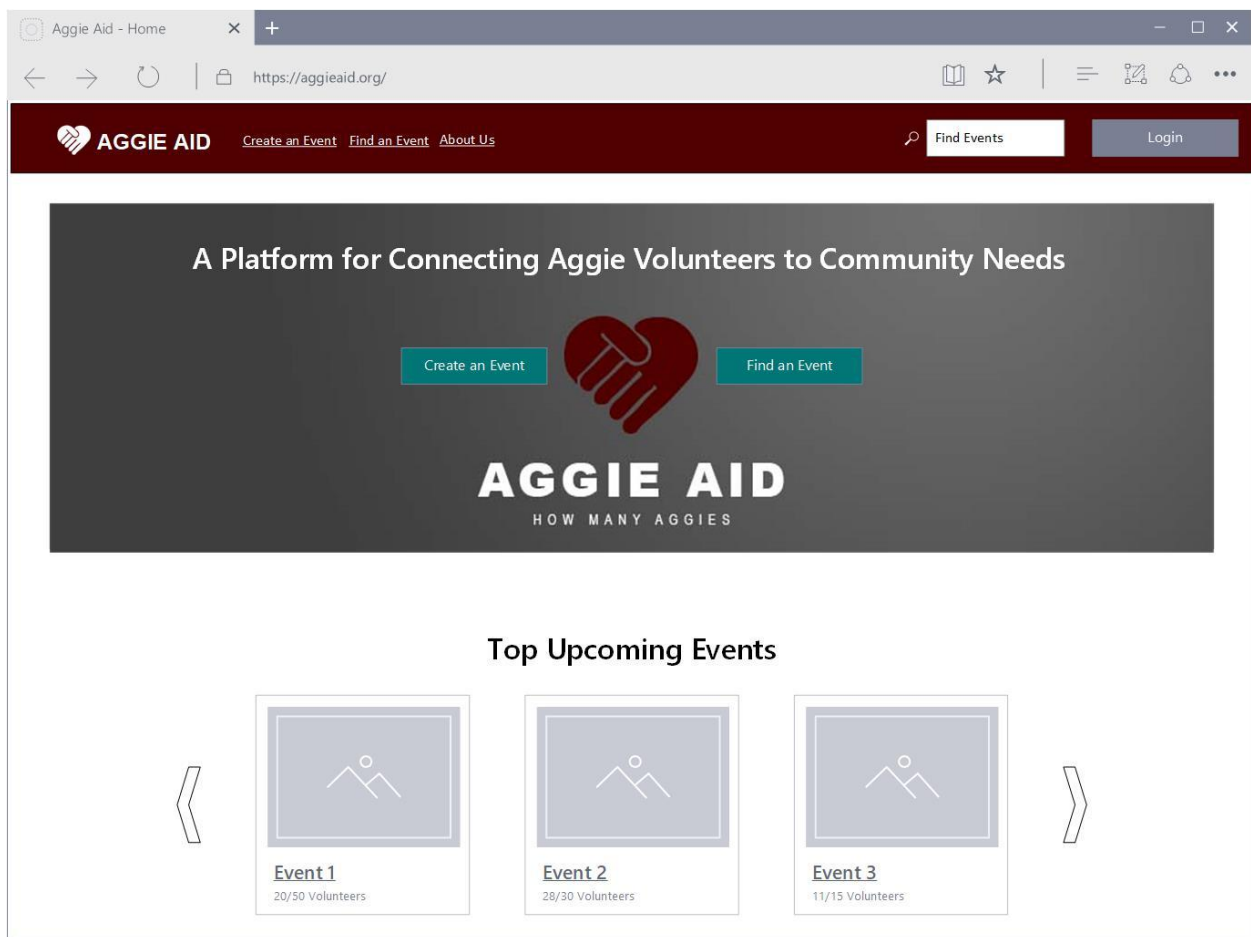 Aggie Aid - Home
https://aggieaid.org/
AGGIE AID Create an Event Find an Event About Us Find Events Login
A Platform for Connecting Aggie Volunteers to Community Needs
Create an Event Find an Event
AGGIE AID
HOW MANY AGGIES
Top Upcoming Events
Event 1 Event 2 Event 3
20/50 Volunteers 28/30 Volunteers 11/15 Volunteers